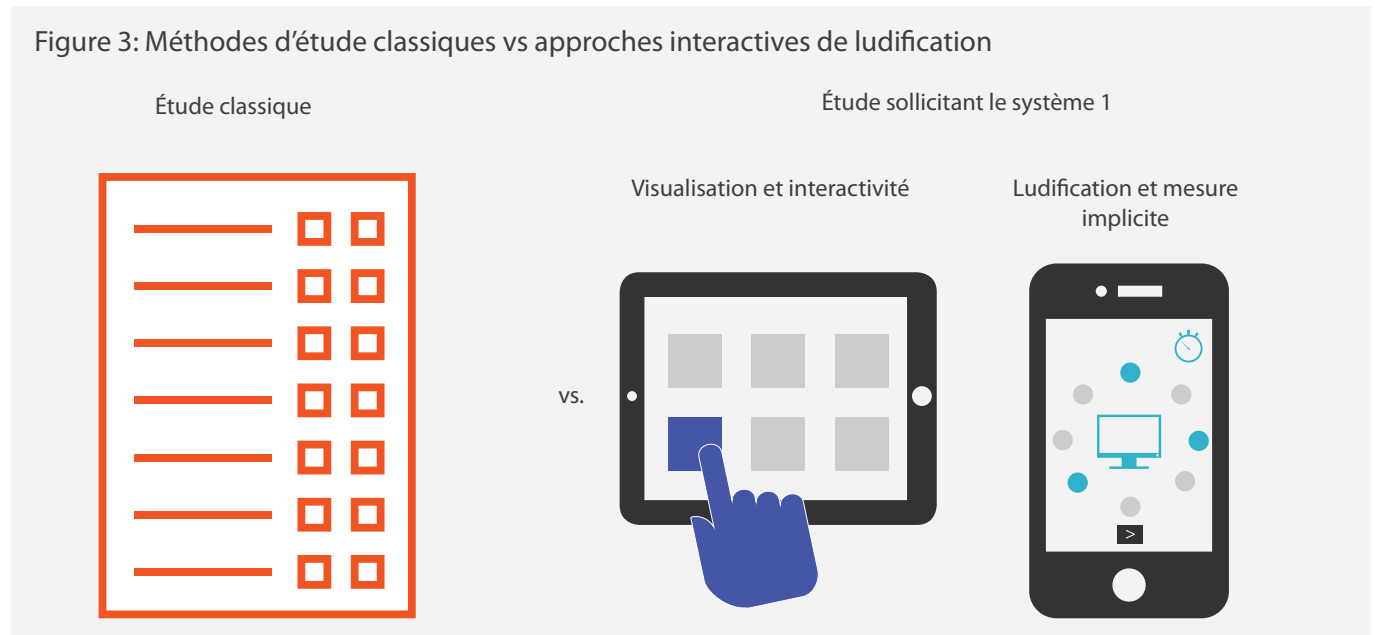 Figure 3: Méthodes d’étude classiques vs approches interactives de ludification
Étude classique
Étude sollicitant le système 1
Visualisation et interactivité
Ludification et mesure
implicite
vs.
>